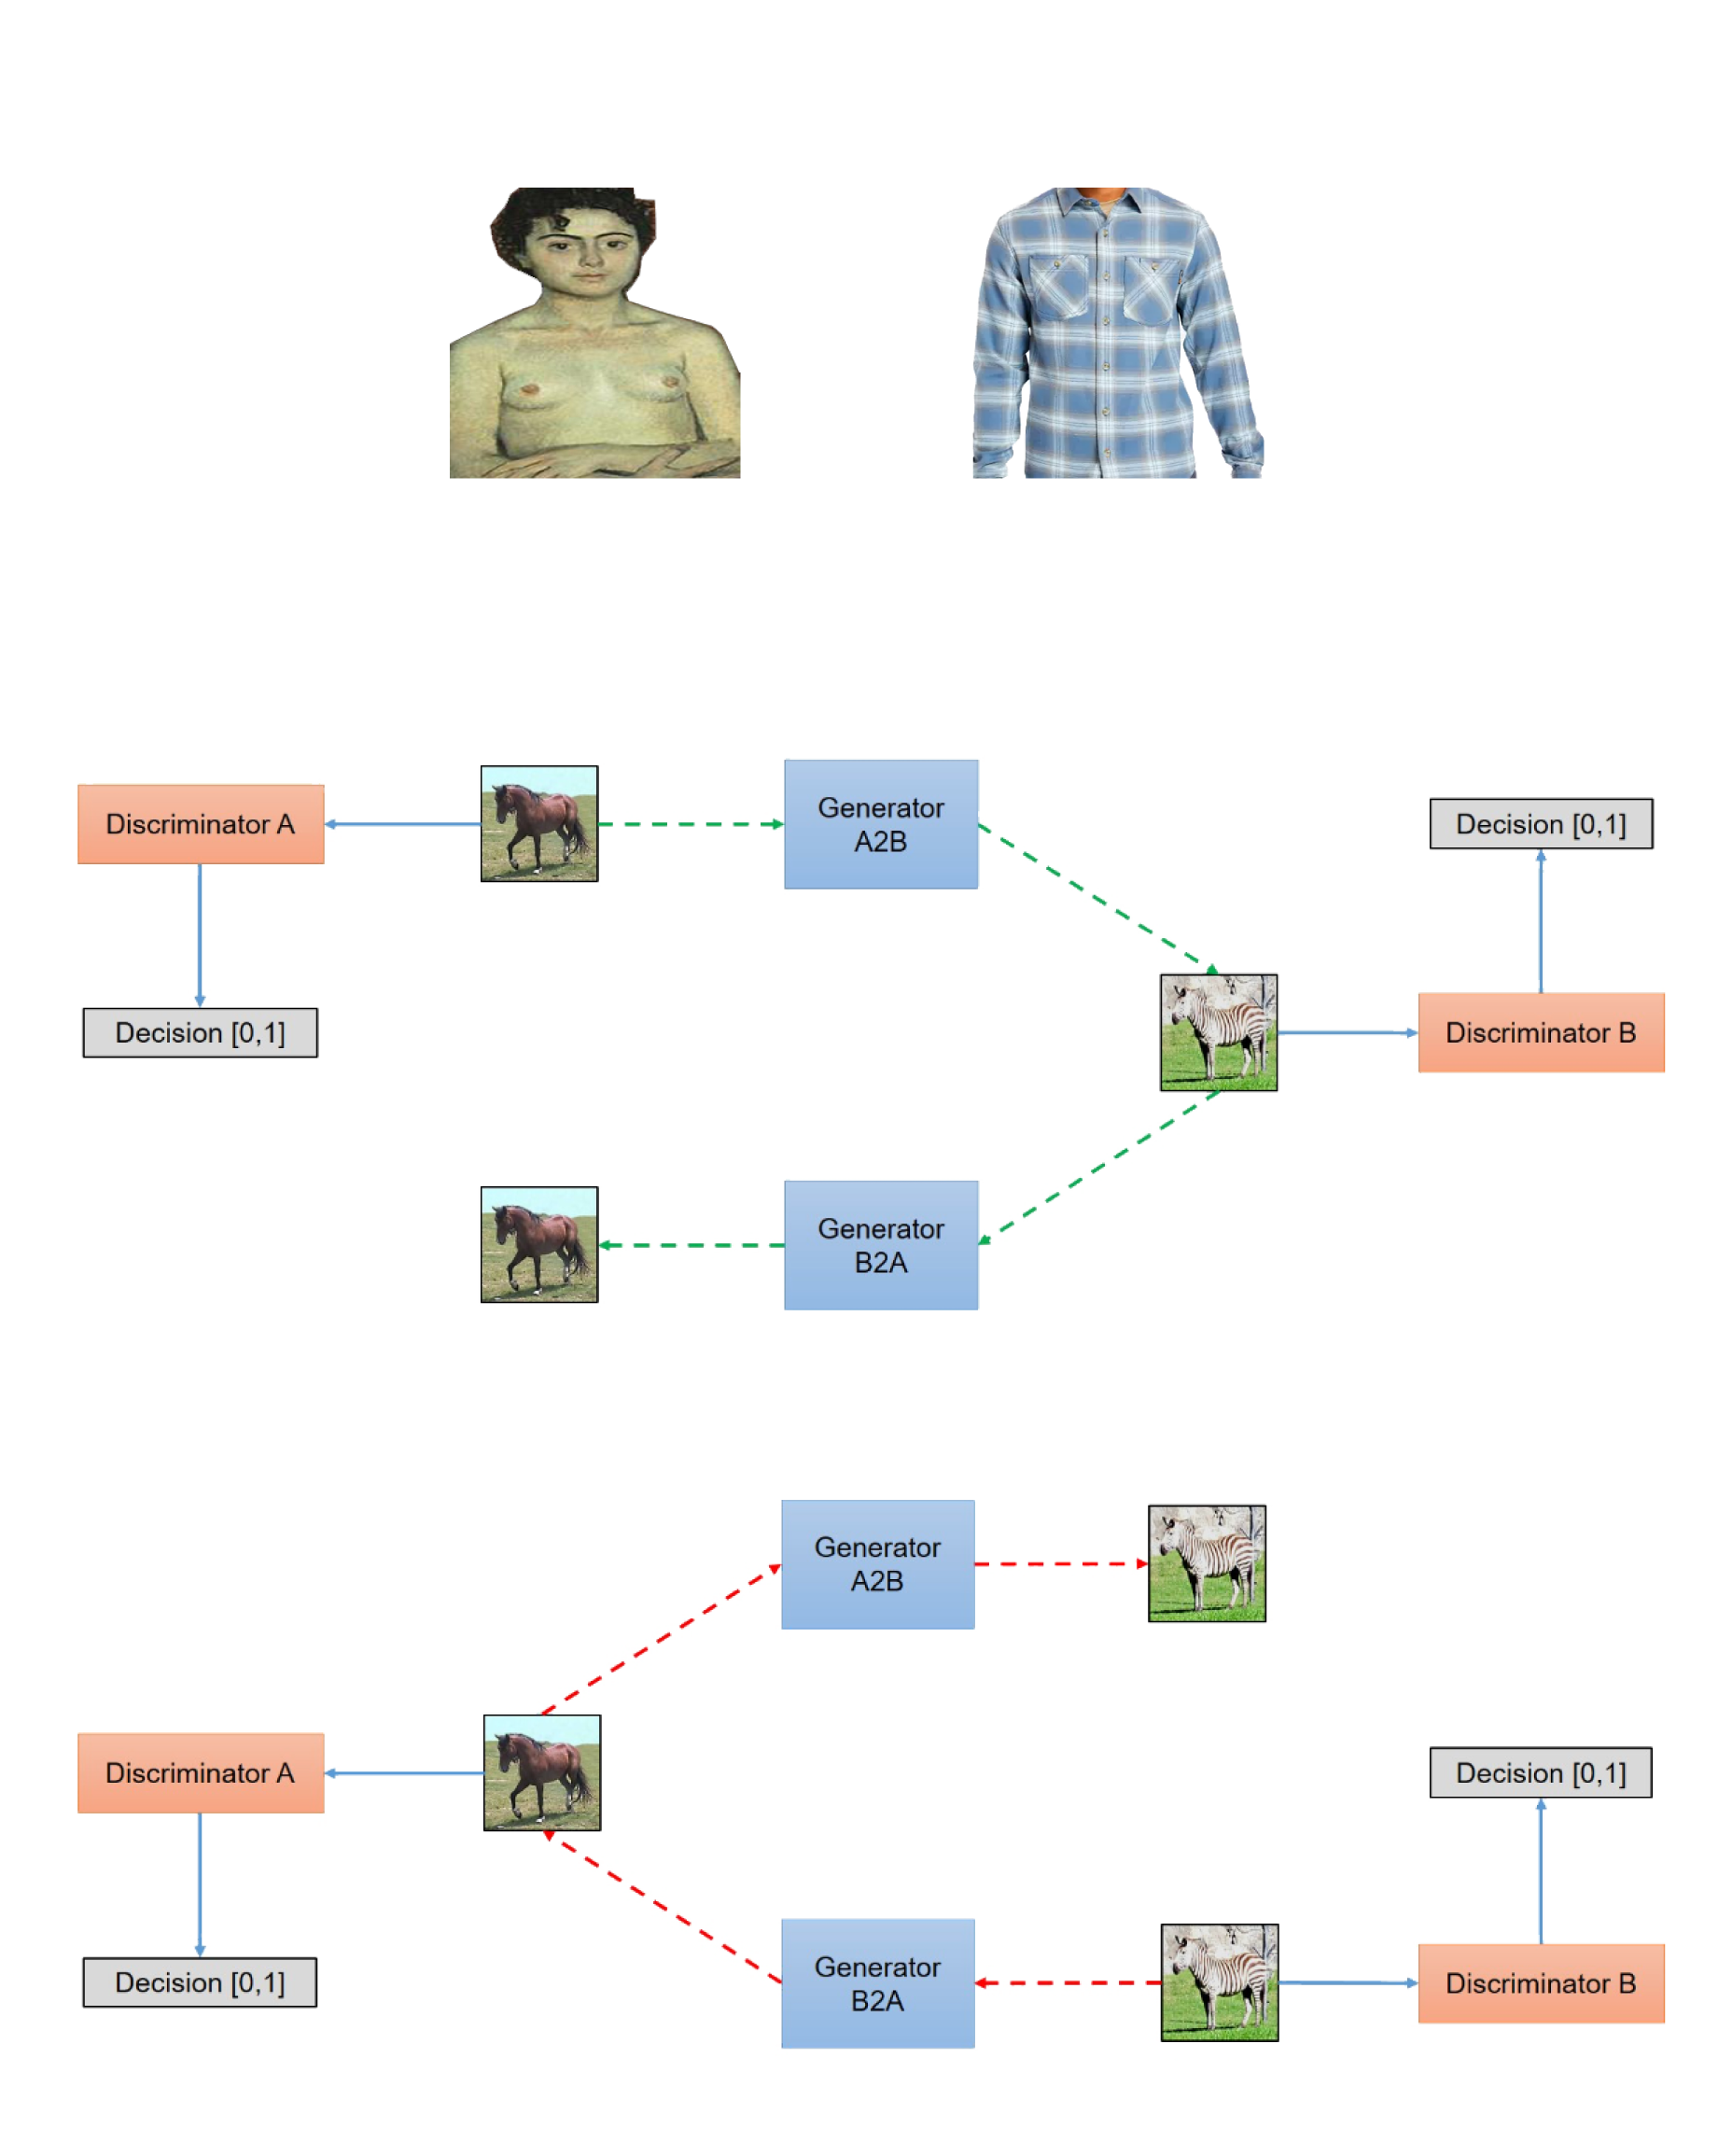 Discriminator A
Generator
A2B
Decision [0,1]
Decision [0,1]
Discriminator B
Generator
B2A
Generator
A2B
Discriminator A
Decision [0,1]
Decision [0,1]
Generator
B2A
Discriminator B